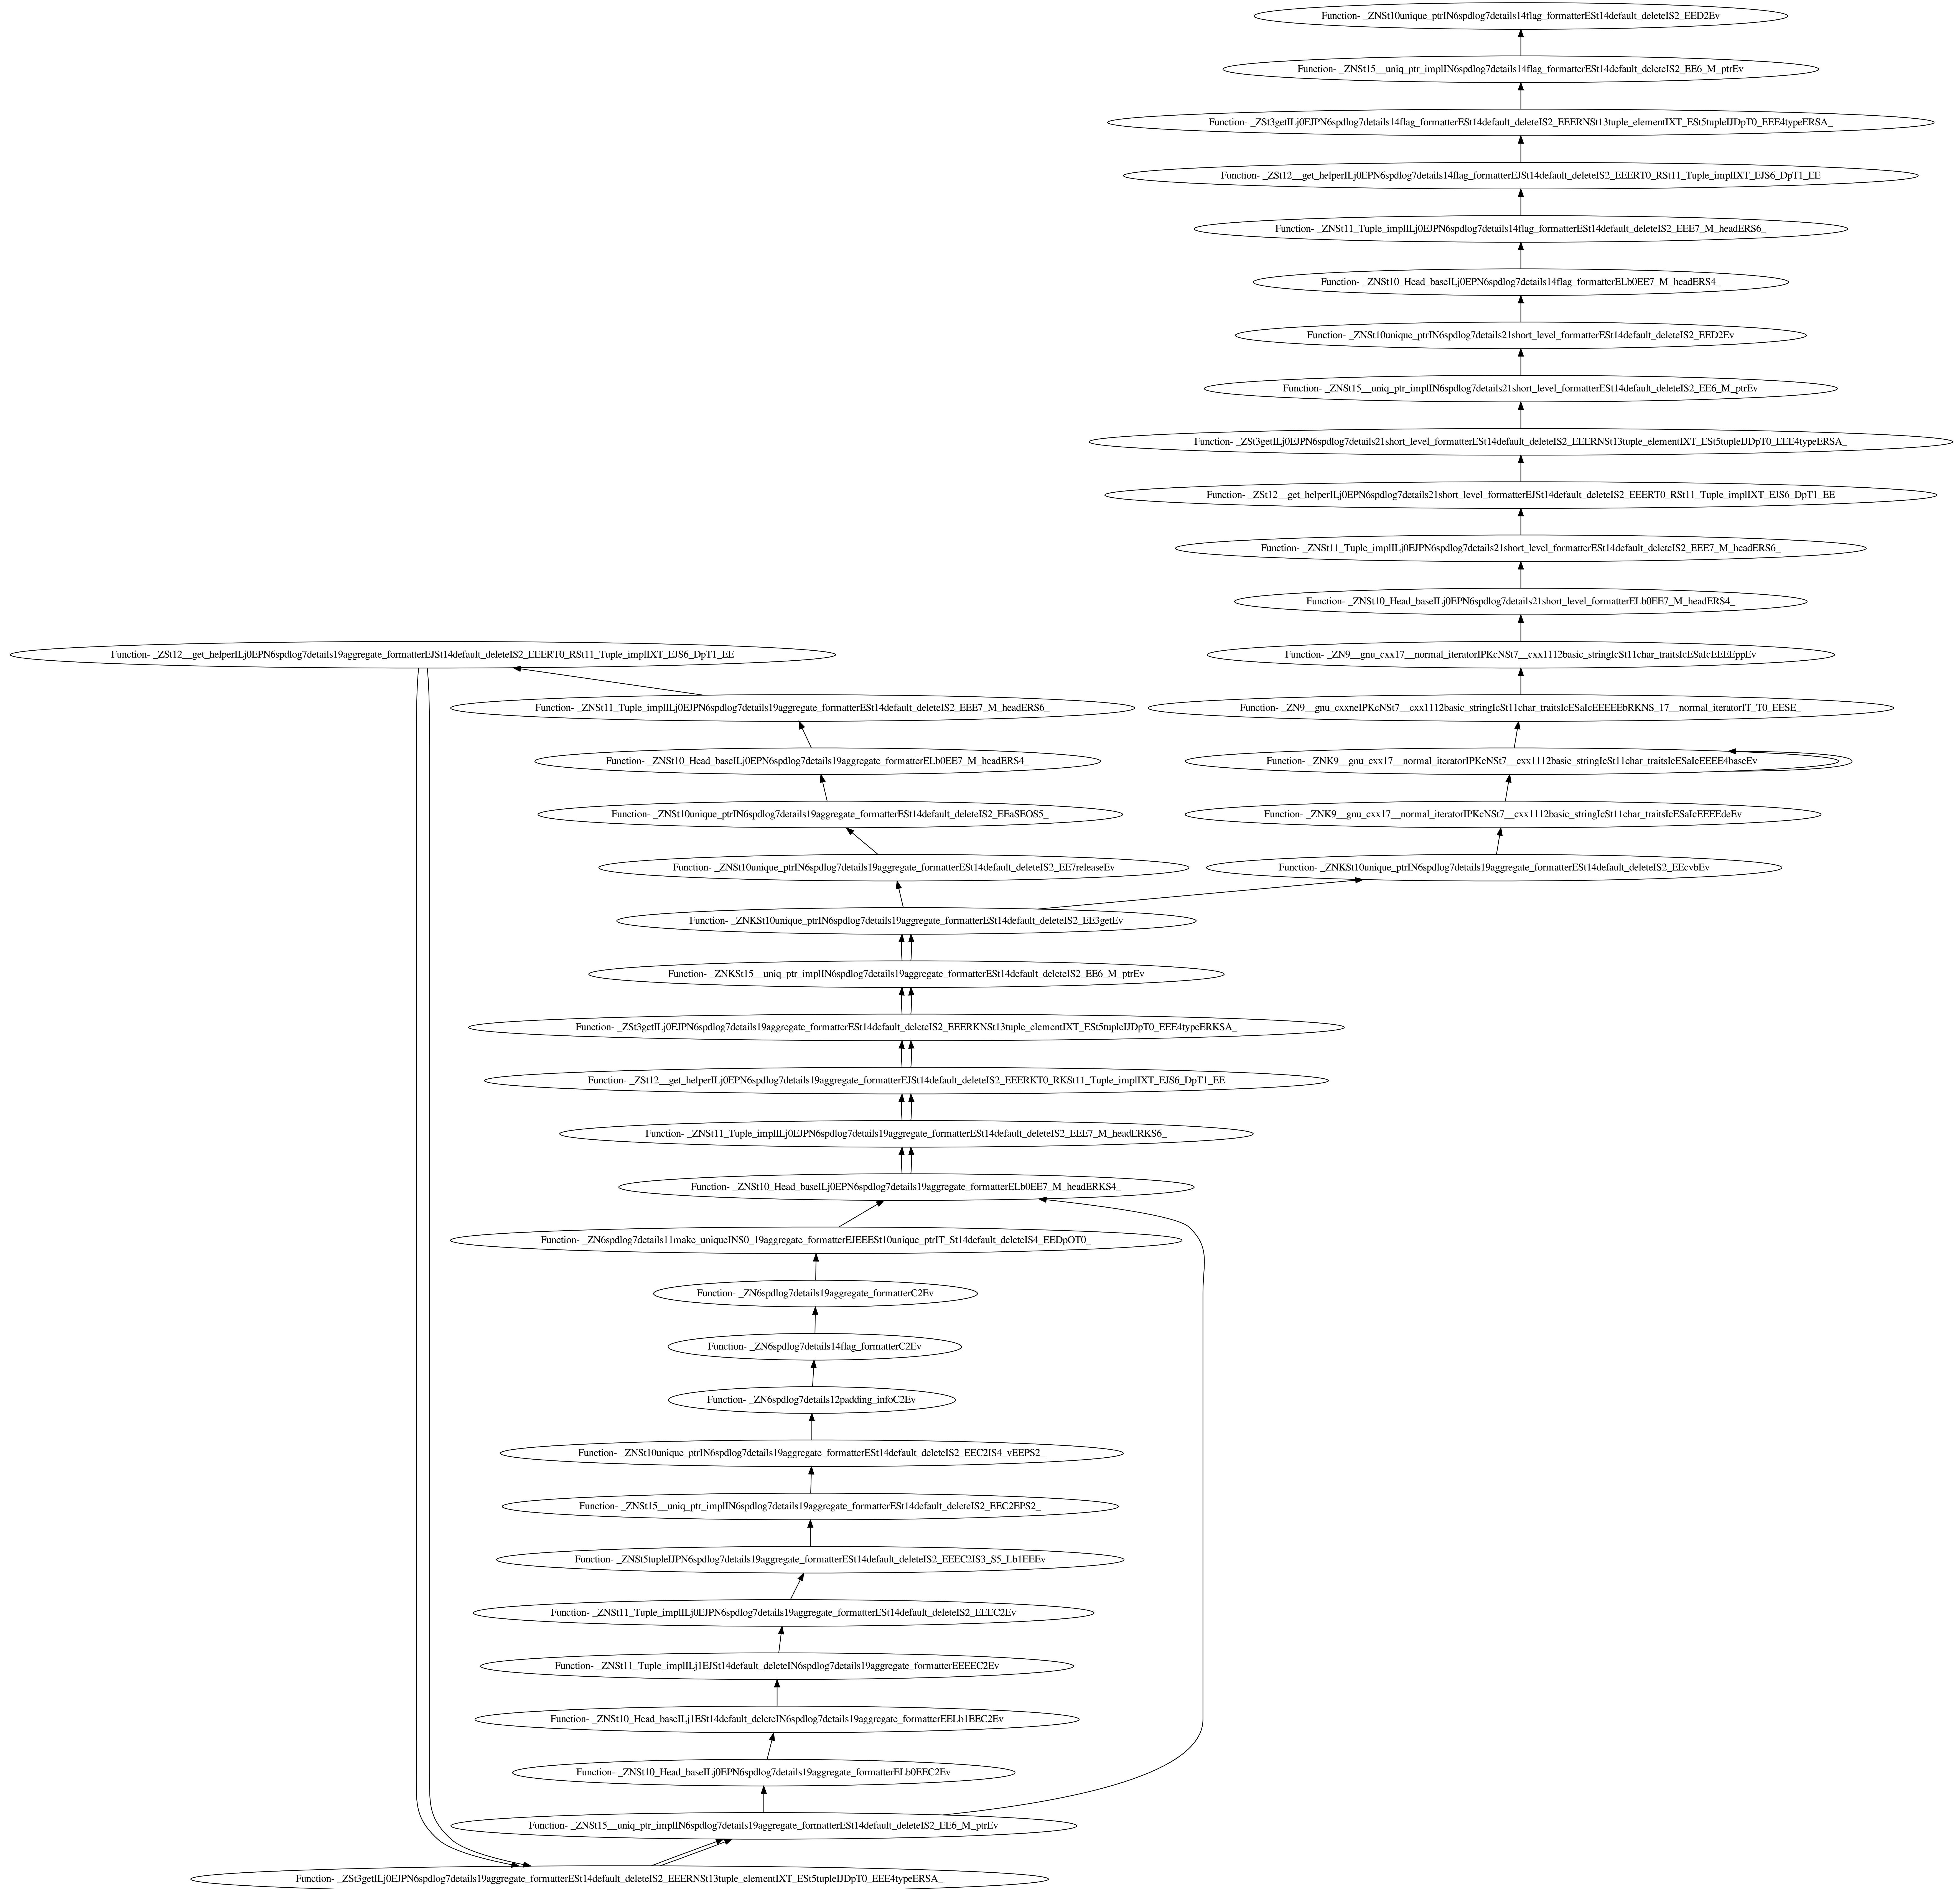 Function- _ZNSt10unique_ptrIN6spdlog7details14flag_formatterESt14default_deleteIS2_EED2Ev
Function- _ZNSt15__uniq_ptr_implIN6spdlog7details14flag_formatterESt14default_deleteIS2_EE6_M_ptrEv
Function- _ZSt3getILj0EJPN6spdlog7details14flag_formatterESt14default_deleteIS2_EEERNSt13tuple_elementIXT_ESt5tupleIJDpT0_EEE4typeERSA_
Function- _ZSt12__get_helperILj0EPN6spdlog7details14flag_formatterEJSt14default_deleteIS2_EEERT0_RSt11_Tuple_implIXT_EJS6_DpT1_EE
Function- _ZNSt11_Tuple_implILj0EJPN6spdlog7details14flag_formatterESt14default_deleteIS2_EEE7_M_headERS6_
Function- _ZNSt10_Head_baseILj0EPN6spdlog7details14flag_formatterELb0EE7_M_headERS4_
Function- _ZNSt10unique_ptrIN6spdlog7details21short_level_formatterESt14default_deleteIS2_EED2Ev
Function- _ZNSt15__uniq_ptr_implIN6spdlog7details21short_level_formatterESt14default_deleteIS2_EE6_M_ptrEv
Function- _ZSt3getILj0EJPN6spdlog7details21short_level_formatterESt14default_deleteIS2_EEERNSt13tuple_elementIXT_ESt5tupleIJDpT0_EEE4typeERSA_
Function- _ZSt12__get_helperILj0EPN6spdlog7details21short_level_formatterEJSt14default_deleteIS2_EEERT0_RSt11_Tuple_implIXT_EJS6_DpT1_EE
Function- _ZNSt11_Tuple_implILj0EJPN6spdlog7details21short_level_formatterESt14default_deleteIS2_EEE7_M_headERS6_
Function- _ZNSt10_Head_baseILj0EPN6spdlog7details21short_level_formatterELb0EE7_M_headERS4_
Function- _ZSt12__get_helperILj0EPN6spdlog7details19aggregate_formatterEJSt14default_deleteIS2_EEERT0_RSt11_Tuple_implIXT_EJS6_DpT1_EE
Function- _ZN9__gnu_cxx17__normal_iteratorIPKcNSt7__cxx1112basic_stringIcSt11char_traitsIcESaIcEEEEppEv
Function- _ZNSt11_Tuple_implILj0EJPN6spdlog7details19aggregate_formatterESt14default_deleteIS2_EEE7_M_headERS6_
Function- _ZN9__gnu_cxxneIPKcNSt7__cxx1112basic_stringIcSt11char_traitsIcESaIcEEEEEbRKNS_17__normal_iteratorIT_T0_EESE_
Function- _ZNSt10_Head_baseILj0EPN6spdlog7details19aggregate_formatterELb0EE7_M_headERS4_
Function- _ZNK9__gnu_cxx17__normal_iteratorIPKcNSt7__cxx1112basic_stringIcSt11char_traitsIcESaIcEEEE4baseEv
Function- _ZNSt10unique_ptrIN6spdlog7details19aggregate_formatterESt14default_deleteIS2_EEaSEOS5_
Function- _ZNK9__gnu_cxx17__normal_iteratorIPKcNSt7__cxx1112basic_stringIcSt11char_traitsIcESaIcEEEEdeEv
Function- _ZNSt10unique_ptrIN6spdlog7details19aggregate_formatterESt14default_deleteIS2_EE7releaseEv
Function- _ZNKSt10unique_ptrIN6spdlog7details19aggregate_formatterESt14default_deleteIS2_EEcvbEv
Function- _ZNKSt10unique_ptrIN6spdlog7details19aggregate_formatterESt14default_deleteIS2_EE3getEv
Function- _ZNKSt15__uniq_ptr_implIN6spdlog7details19aggregate_formatterESt14default_deleteIS2_EE6_M_ptrEv
Function- _ZSt3getILj0EJPN6spdlog7details19aggregate_formatterESt14default_deleteIS2_EEERKNSt13tuple_elementIXT_ESt5tupleIJDpT0_EEE4typeERKSA_
Function- _ZSt12__get_helperILj0EPN6spdlog7details19aggregate_formatterEJSt14default_deleteIS2_EEERKT0_RKSt11_Tuple_implIXT_EJS6_DpT1_EE
Function- _ZNSt11_Tuple_implILj0EJPN6spdlog7details19aggregate_formatterESt14default_deleteIS2_EEE7_M_headERKS6_
Function- _ZNSt10_Head_baseILj0EPN6spdlog7details19aggregate_formatterELb0EE7_M_headERKS4_
Function- _ZN6spdlog7details11make_uniqueINS0_19aggregate_formatterEJEEESt10unique_ptrIT_St14default_deleteIS4_EEDpOT0_
Function- _ZN6spdlog7details19aggregate_formatterC2Ev
Function- _ZN6spdlog7details14flag_formatterC2Ev
Function- _ZN6spdlog7details12padding_infoC2Ev
Function- _ZNSt10unique_ptrIN6spdlog7details19aggregate_formatterESt14default_deleteIS2_EEC2IS4_vEEPS2_
Function- _ZNSt15__uniq_ptr_implIN6spdlog7details19aggregate_formatterESt14default_deleteIS2_EEC2EPS2_
Function- _ZNSt5tupleIJPN6spdlog7details19aggregate_formatterESt14default_deleteIS2_EEEC2IS3_S5_Lb1EEEv
Function- _ZNSt11_Tuple_implILj0EJPN6spdlog7details19aggregate_formatterESt14default_deleteIS2_EEEC2Ev
Function- _ZNSt11_Tuple_implILj1EJSt14default_deleteIN6spdlog7details19aggregate_formatterEEEEC2Ev
Function- _ZNSt10_Head_baseILj1ESt14default_deleteIN6spdlog7details19aggregate_formatterEELb1EEC2Ev
Function- _ZNSt10_Head_baseILj0EPN6spdlog7details19aggregate_formatterELb0EEC2Ev
Function- _ZNSt15__uniq_ptr_implIN6spdlog7details19aggregate_formatterESt14default_deleteIS2_EE6_M_ptrEv
Function- _ZSt3getILj0EJPN6spdlog7details19aggregate_formatterESt14default_deleteIS2_EEERNSt13tuple_elementIXT_ESt5tupleIJDpT0_EEE4typeERSA_